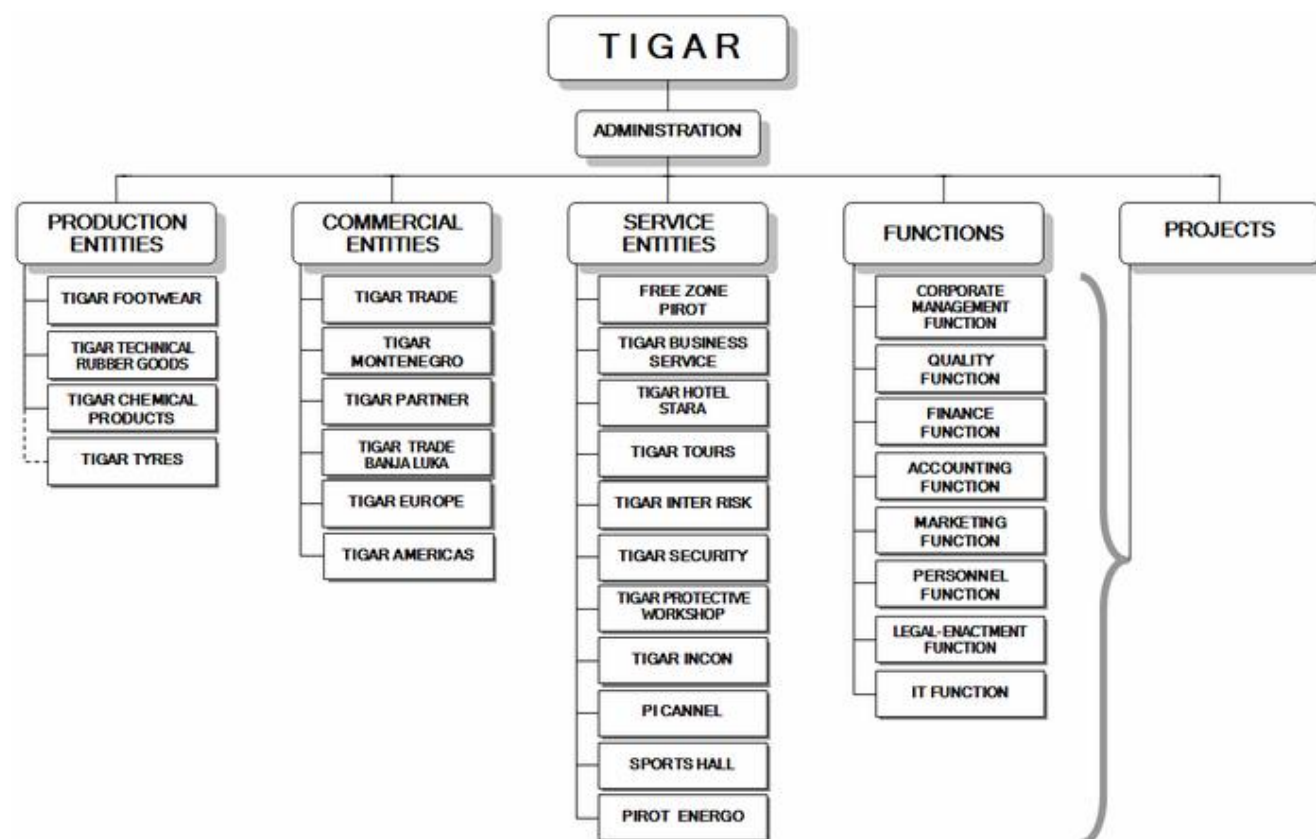 TIGAR
ADMINISTRATION
PRODUCTION
ENTITIES
TIGAR FOOTWEAR
TIGAR TECHNICAL
RUBBER GOODS
TIGAR CHEMICAL
PRODUCTS
TIGAR TYRES
COMMERCIAL
ENTITIES
TIGAR TRADE
TIGAR
MONTENEGRO
TIGAR PARTNER
TIGAR TRADE
BANJA LUKA
TIGAR EUROPE
TIGAR AMERICAS
SERVICE
ENTITIES
FREE ZONE
PIROT
TIGAR BUSINESS
SERVICE
TIGAR HOTEL
STARA
TIGAR TOURS
TIGAR INTER RISK
TIGAR SECURITY
TIGAR PROTECTIVE
WORKSHOP
TIGAR INCON
PI CANNEL
SPORTS HALL
PIROT ENERGO
FUNCTIONS
CORPORATE
MANAGEMENT
FUNCTION
QUALITY
FUNCTION
FINANCE
FUNCTION
ACCOUNTING
FUNCTION
MARKETING
FUNCTION
PERSONNEL
FUNCTION
LEGAL-ENACTMENT
FUNCTION
IT FUNCTION
PROJECTS